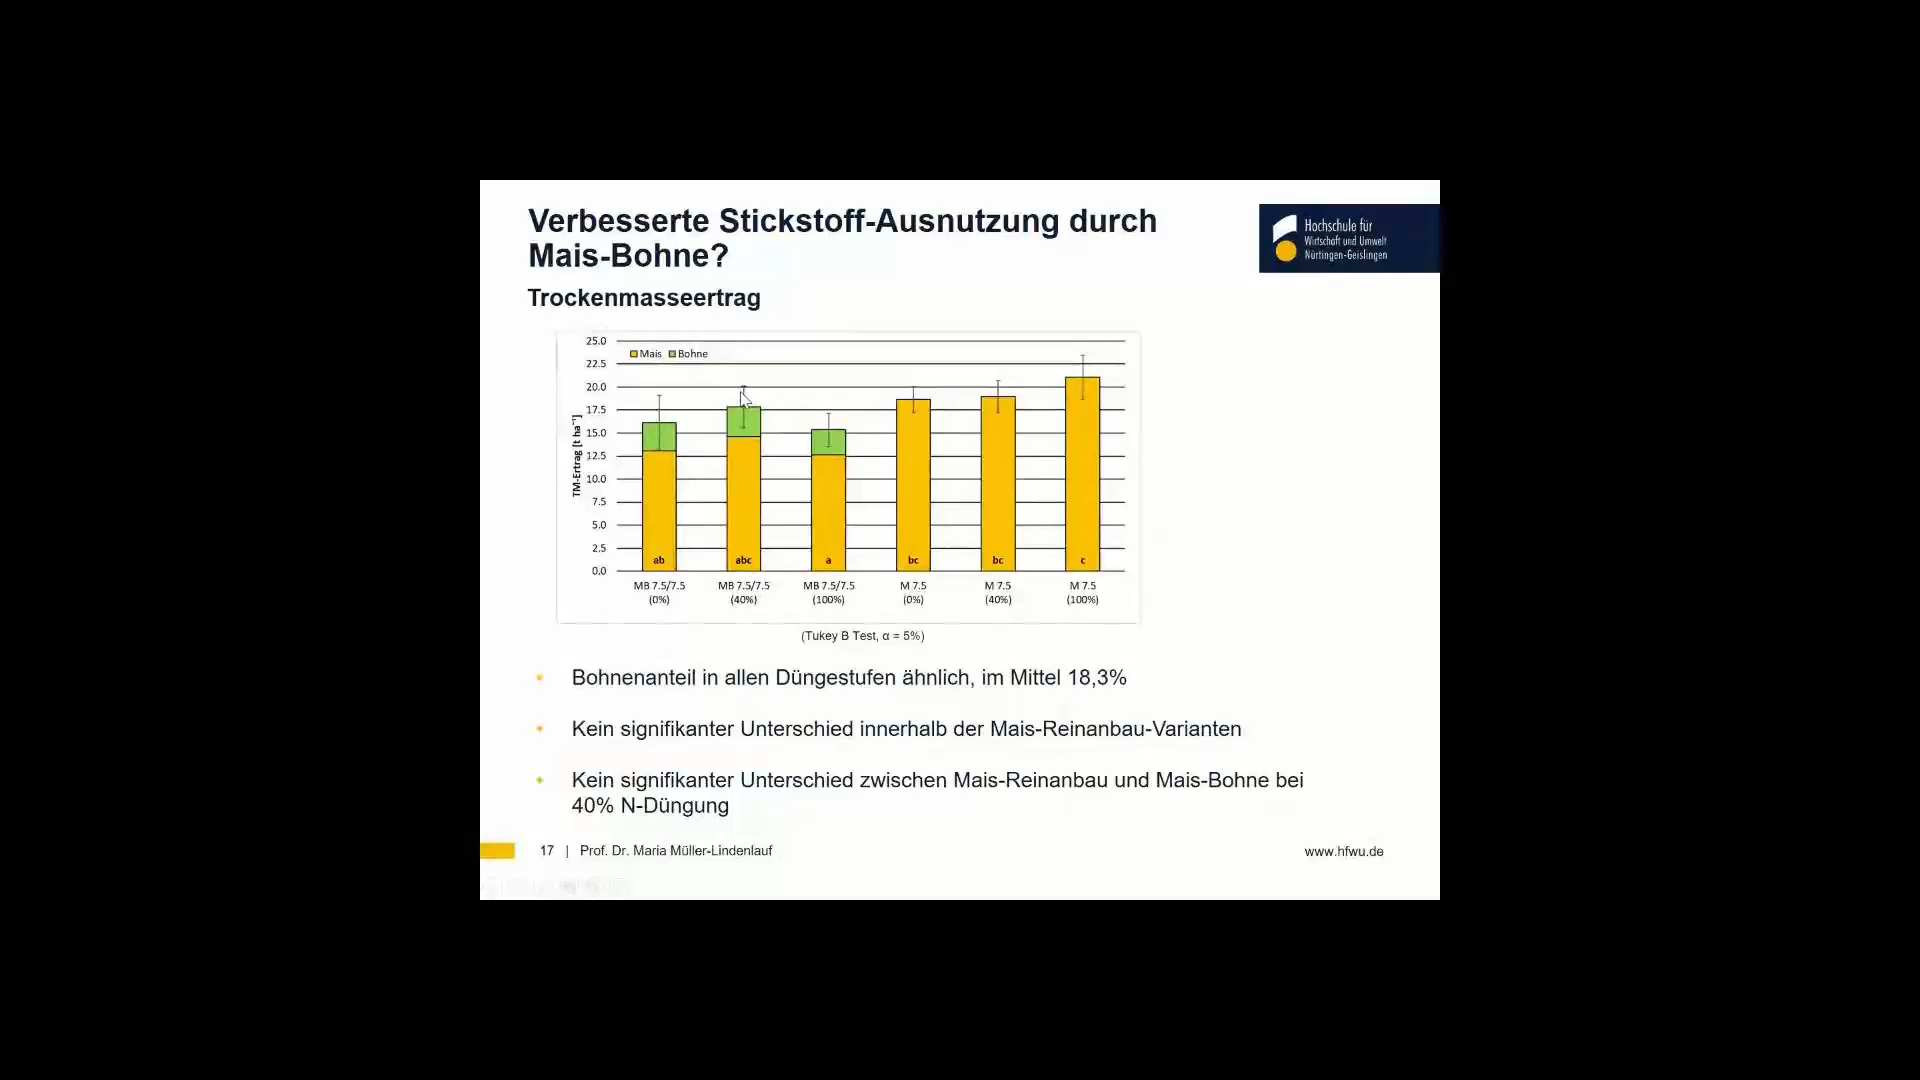 Verbesserte Stickstoff-Ausnutzung durch
Mais-Bohne?
Hochschule für
Wirtschaft und Umwelt
Nürtingen-Geislingen
Trockenmasseertrag
TM-Ertrag [t ha⁻¹]
25.0
22.5
20.0
17.5
15.0
12.5
10.0
7.5
5.0
2.5
0.0
Mais Bohne
ab abc a bc bc c
MB 7.5/7.5 MB 7.5/7.5 MB 7.5/7.5 M 7.5 M 7.5 M 7.5
(0%) (40%) (100%) (0%) (40%) (100%)
(Tukey B Test, α = 5%)
Bohnenanteil in allen Düngestufen ähnlich, im Mittel 18,3%
Kein signifikanter Unterschied innerhalb der Mais-Reinanbau-Varianten
Kein signifikanter Unterschied zwischen Mais-Reinanbau und Mais-Bohne bei
40% N-Düngung
17 | Prof. Dr. Maria Müller-Lindenlauf
www.hfwu.de